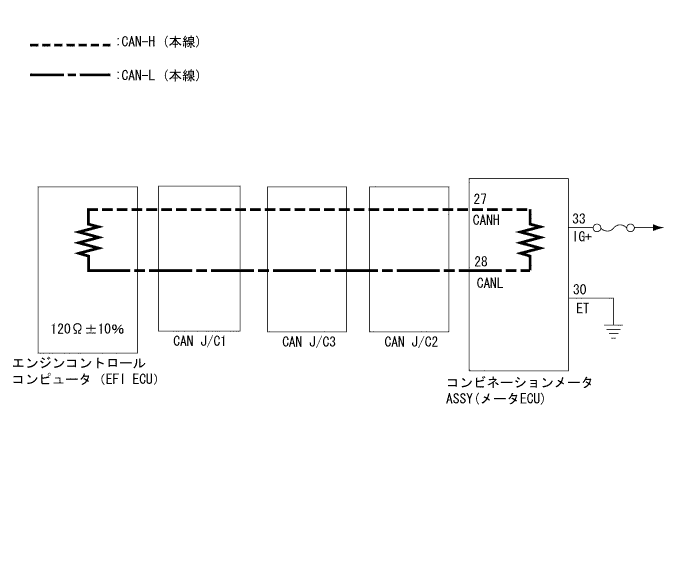 :CAN-H (本線)
:CAN-L (本線)
27
CANH
33
IG+
28
CANL
30
ET
120Ω±10%
CAN J/C1
CAN J/C3
CAN J/C2
エンジンコントロール
コンピュータ (EFI ECU)
コンビネーションメータ
ASSY(メータECU)